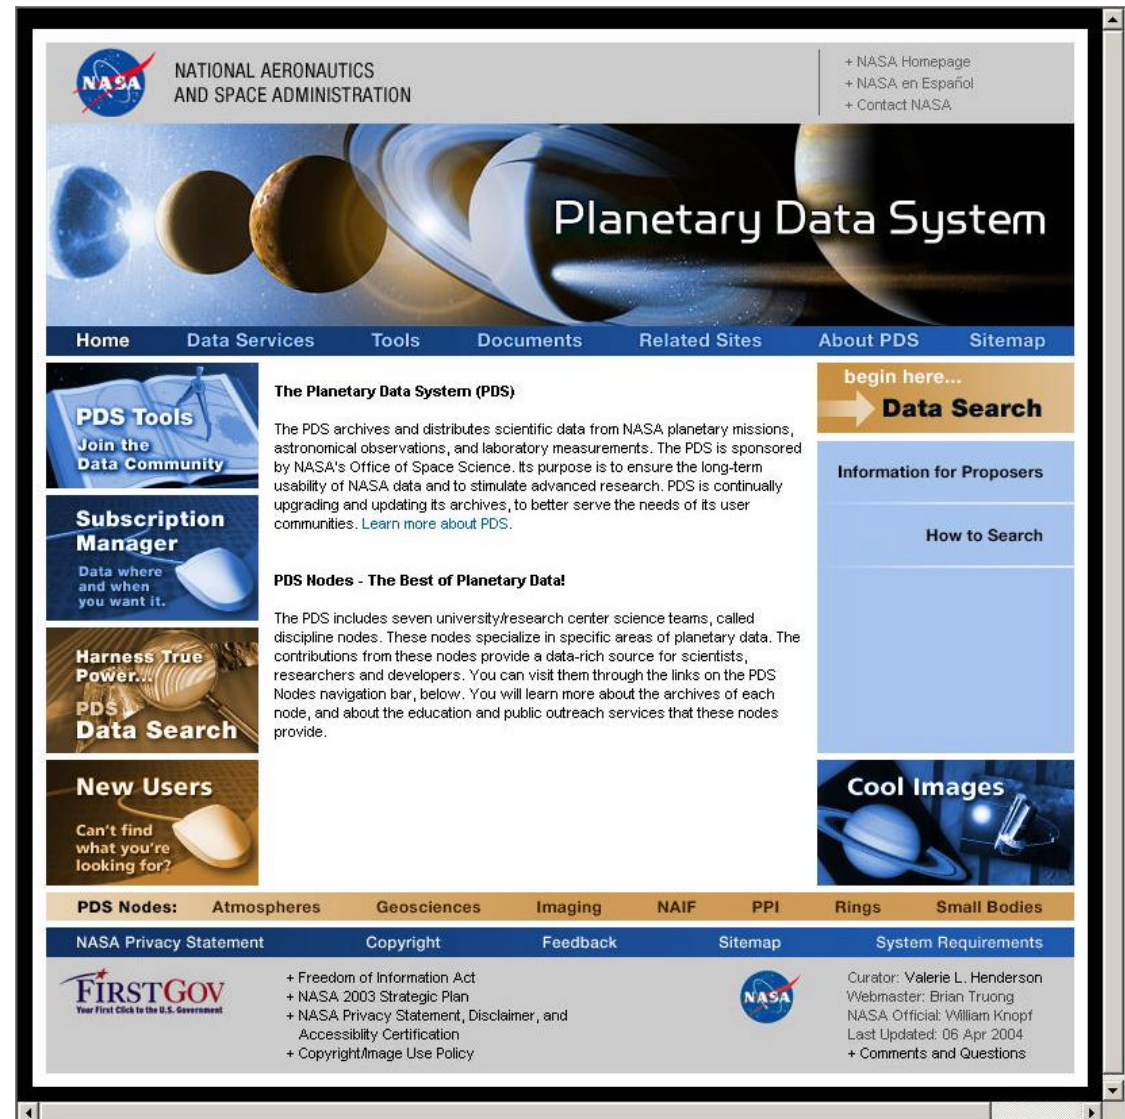 NASA
NATIONAL AERONAUTICS
AND SPACE ADMINISTRATION
+ NASA Homepage
+ NASA en Español
+ Contact NASA
Planetary Data System
Home Data Services Tools Documents Related Sites About PDS Sitemap
PDS Tools
Join the
Data Community
Subscription
Manager
Data where
and when
you want it.
Harness True
Power...
PDS
Data Search
New Users
Can't find
what you're
looking for?
The Planetary Data System (PDS)
The PDS archives and distributes scientific data from NASA planetary missions,
astronomical observations, and laboratory measurements. The PDS is sponsored
by NASA's Office of Space Science. Its purpose is to ensure the long-term
usability of NASA data and to stimulate advanced research. PDS is continually
upgrading and updating its archives, to better serve the needs of its user
communities. Learn more about PDS.
PDS Nodes - The Best of Planetary Data!
The PDS includes seven university/research center science teams, called
discipline nodes. These nodes specialize in specific areas of planetary data. The
contributions from these nodes provide a data-rich source for scientists,
researchers and developers. You can visit them through the links on the PDS
Nodes navigation bar, below. You will learn more about the archives of each
node, and about the education and public outreach services that these nodes
provide.
begin here...
Data Search
Information for Proposers
How to Search
Cool Images
PDS Nodes: Atmospheres Geosciences Imaging NAIF PPI Rings Small Bodies
NASA Privacy Statement Copyright Feedback Sitemap System Requirements
FIRSTGOV
Your First Click to the U.S. Government
+ Freedom of Information Act
+ NASA 2003 Strategic Plan
+ NASA Privacy Statement, Disclaimer, and
Accessiblity Certification
+ Copyright/Image Use Policy
NASA
Curator: Valerie L. Henderson
Webmaster: Brian Truong
NASA Official: William Knopf
Last Updated: 06 Apr 2004
+ Comments and Questions